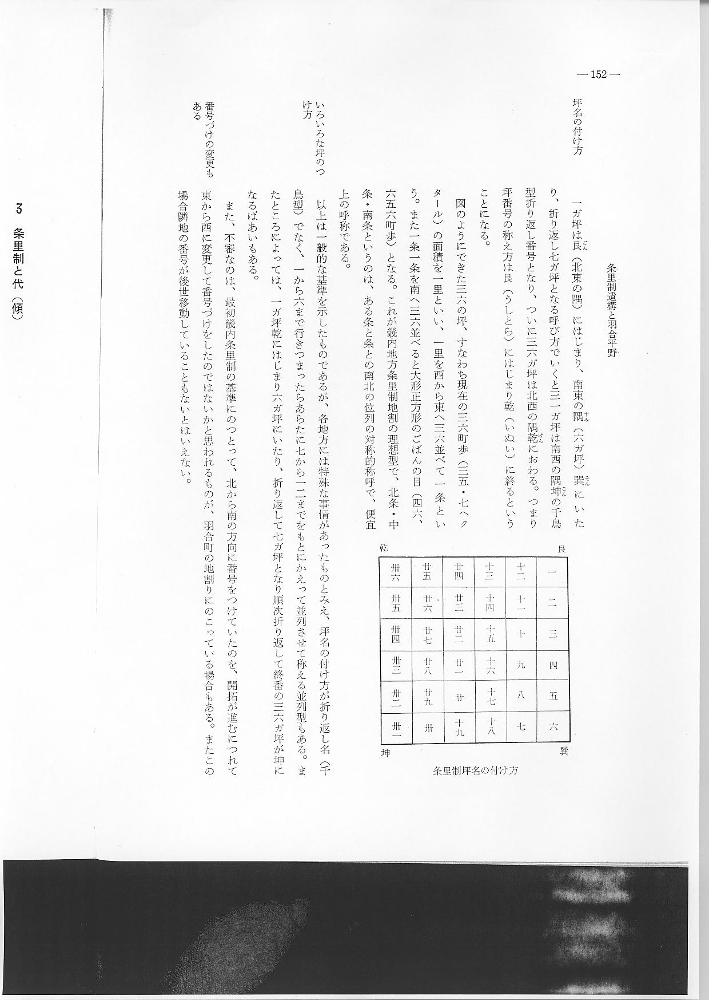 ― 152 ―
条里制遺構と羽合平野
坪名の付け方
一ガ坪は艮（北東の隅）にはじまり、南東の隅（六ガ坪）巽にいた
ごん
すみ
そん
り、折り返し七ガ坪となる呼び方でいくと三一ガ坪は南西の隅坤の千鳥
こん
型折り返し番号となり、ついに三六ガ坪は北西の隅乾におわる。つまり
けん
坪番号の称え方は艮（うしとら）にはじまり乾（いぬい）に終るという
ことになる。
図のようにできた三六の坪、すなわち現在の三六町歩（三五・七ヘク
タール）の面積を一里といい、一里を西から東へ三六並べて一条とい
う。また一条一条を南へ三六並べると大形正方形のごばんの目（四六、
六五六町歩）となる。これが畿内地方条里制地割の理想型で、北条・中
条・南条というのは、ある条と条との南北の位列の対称的称呼で、便宜
上の呼称である。
いろいろな坪のつ
け方
以上は一般的な基準を示したものであるが、各地方には特殊な事情があったものとみえ、坪名の付け方が折り返し名（千
鳥型）でなく、一から六まで行きつまったらあらたに七から一二までをもとにかえって並列させて称える並列型もある。ま
たところによっては、一ガ坪乾にはじまり六ガ坪にいたり、折り返して七ガ坪となり順次折り返して終番の三六ガ坪が坤に
なるばあいもある。
番号づけの変更も
ある
また、不審なのは、最初畿内条里制の基準にのっとって、北から南の方向に番号をつけていたのを、開拓が進むにつれて
東から西に変更して番号づけをしたのではないかと思われるものが、羽合町の地割りにのこっている場合もある。またこの
場合隣地の番号が後世移動していることもないとはいえない。
乾 艮
卅六 廿五 廿四 十三 十二 一
卅五 廿六 廿三 十四 十一 二
卅四 廿七 廿二 十五 十 三
卅三 廿八 廿一 十六 九 四
卅二 廿九 廿 十七 八 五
卅一 卅 十九 十八 七 六
坤 巽
条里制坪名の付け方
3 条里制と代（傾）